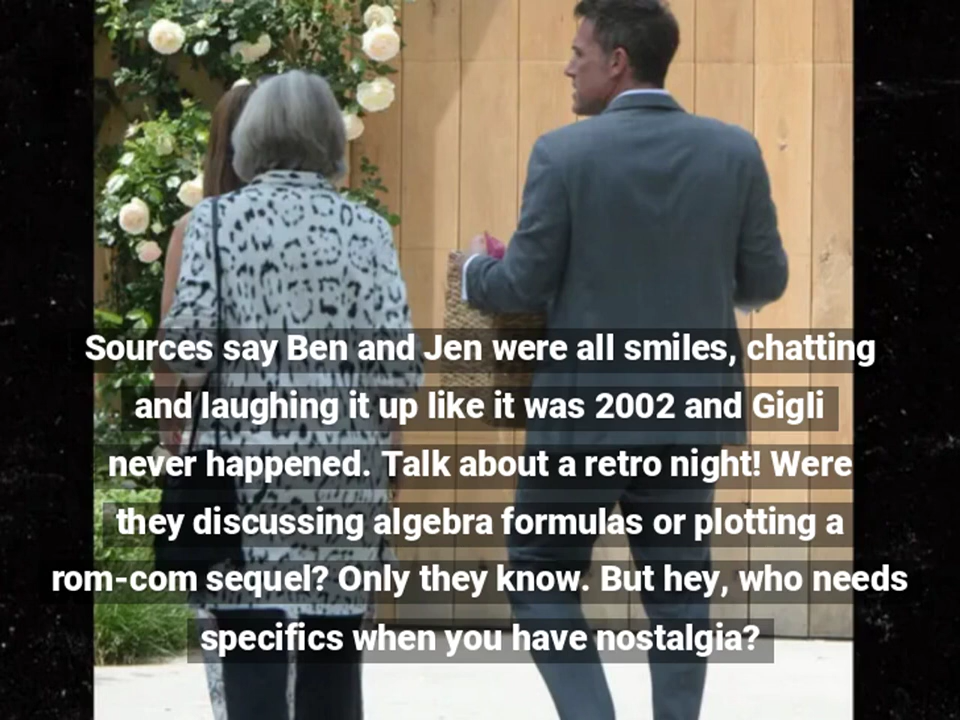 Sources say Ben and Jen were all smiles, chatting
and laughing it up like it was 2002 and Gigli
never happened. Talk about a retro night! Were
they discussing algebra formulas or plotting a
rom-com sequel? Only they know. But hey, who needs
specifics when you have nostalgia?